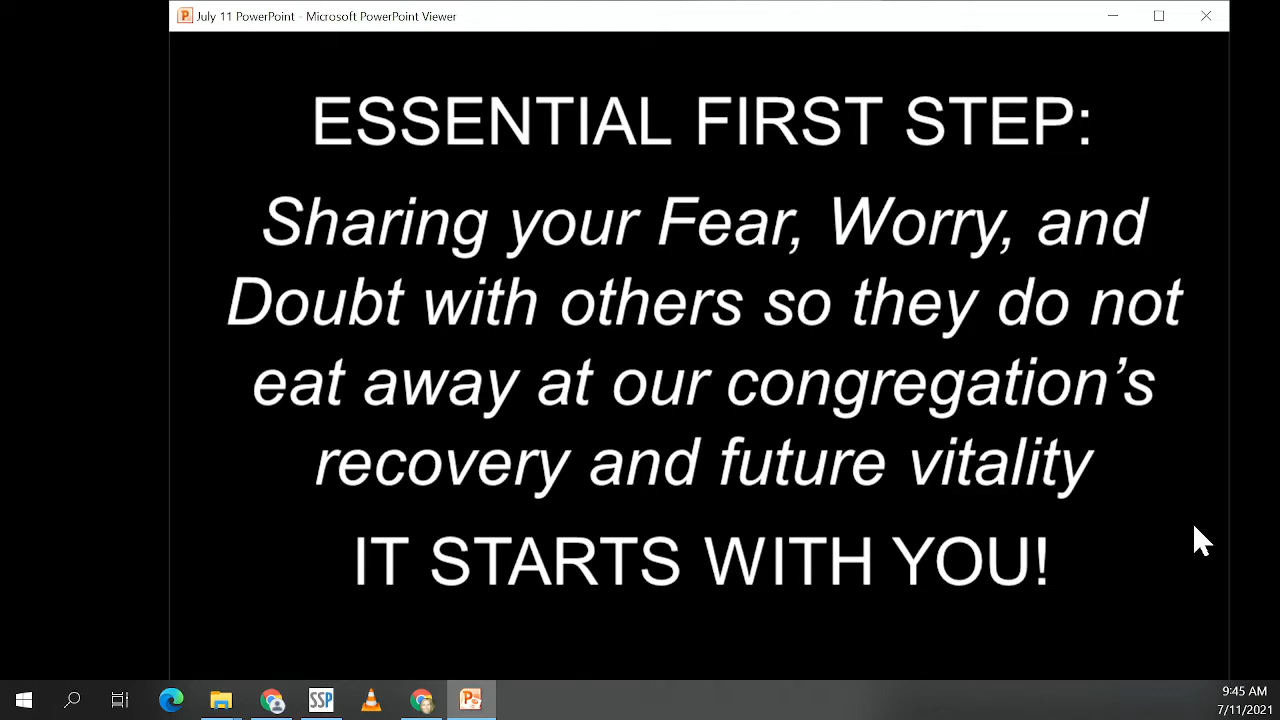 July 11 PowerPoint - Microsoft PowerPoint Viewer
ESSENTIAL FIRST STEP:
Sharing your Fear, Worry, and
Doubt with others so they do not
eat away at our congregation’s
recovery and future vitality
IT STARTS WITH YOU!
SSP
9:45 AM
7/11/2021